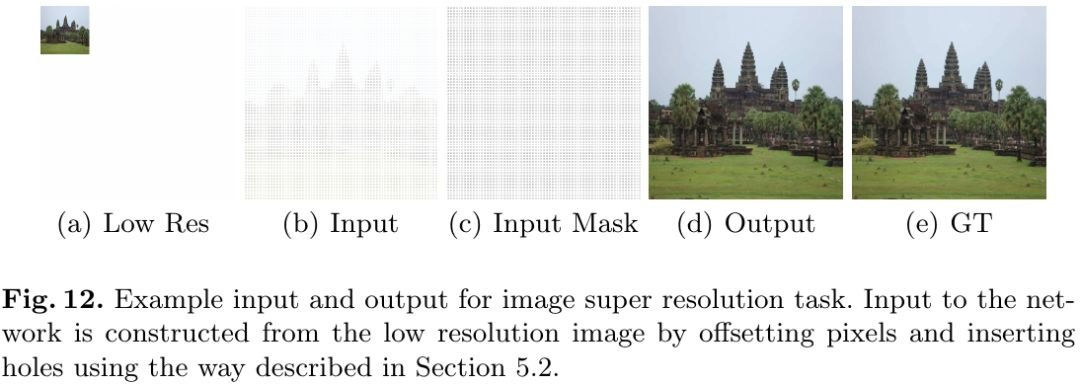 (a) Low Res (b) Input (c) Input Mask (d) Output (e) GT
Fig. 12. Example input and output for image super resolution task. Input to the net-
work is constructed from the low resolution image by offsetting pixels and inserting
holes using the way described in Section 5.2.